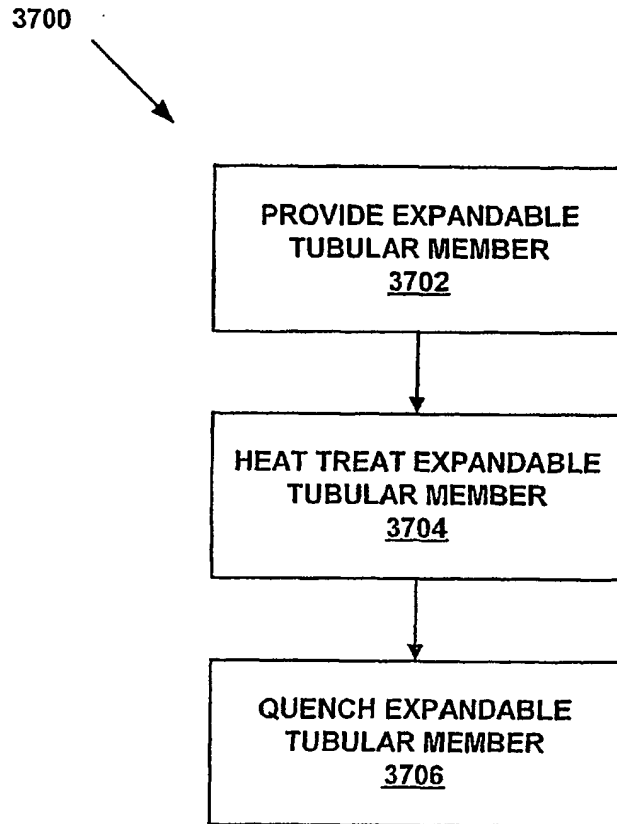 3700
PROVIDE EXPANDABLE
TUBULAR MEMBER
3702
HEAT TREAT EXPANDABLE
TUBULAR MEMBER
3704
QUENCH EXPANDABLE
TUBULAR MEMBER
3706